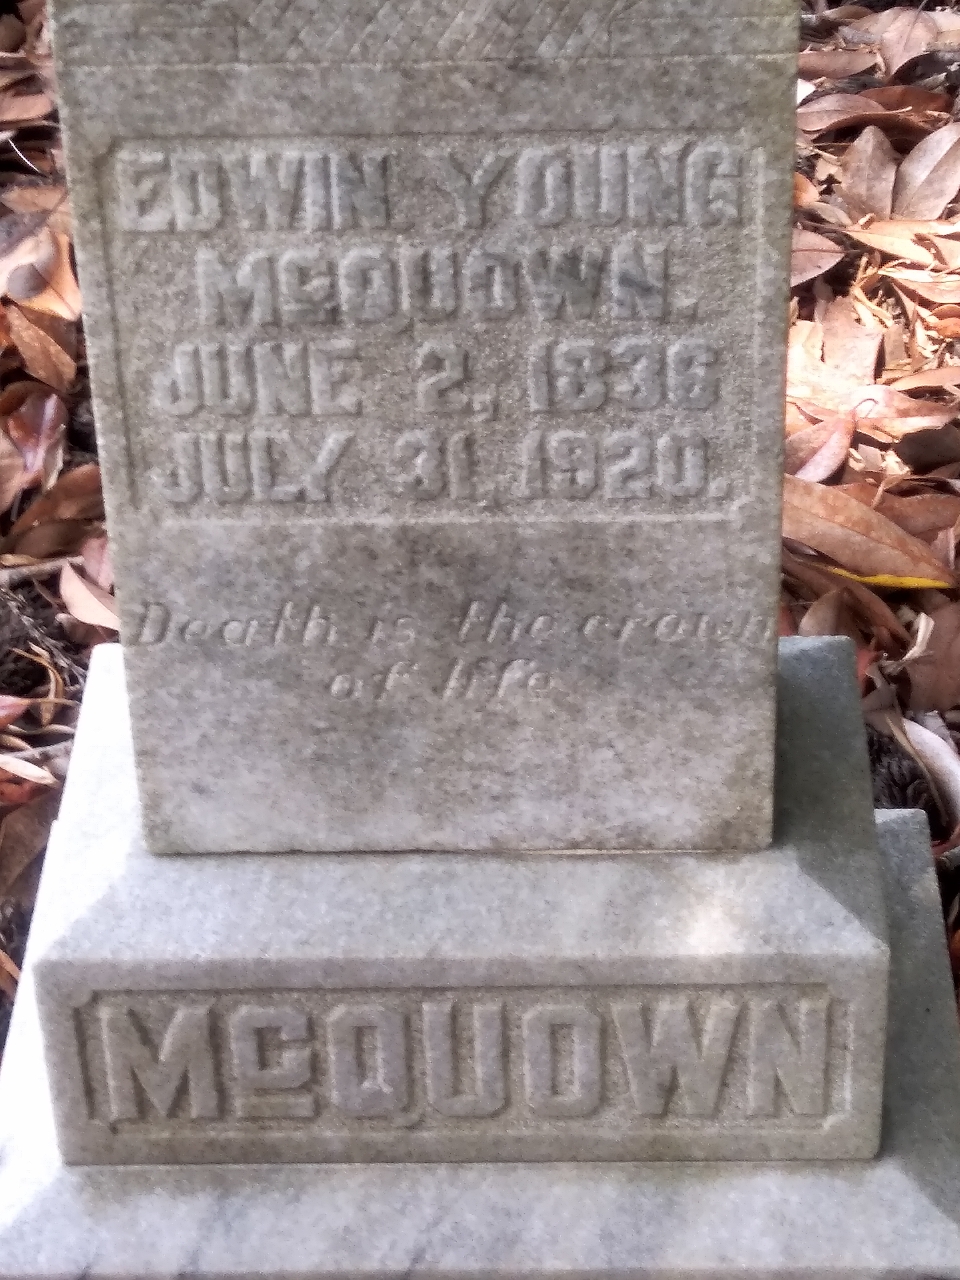 EDWIN YOUNG
McQUOWN.
JUNE 2, 1836
JULY 31, 1920.
Death is the crown
of life
McQUOWN